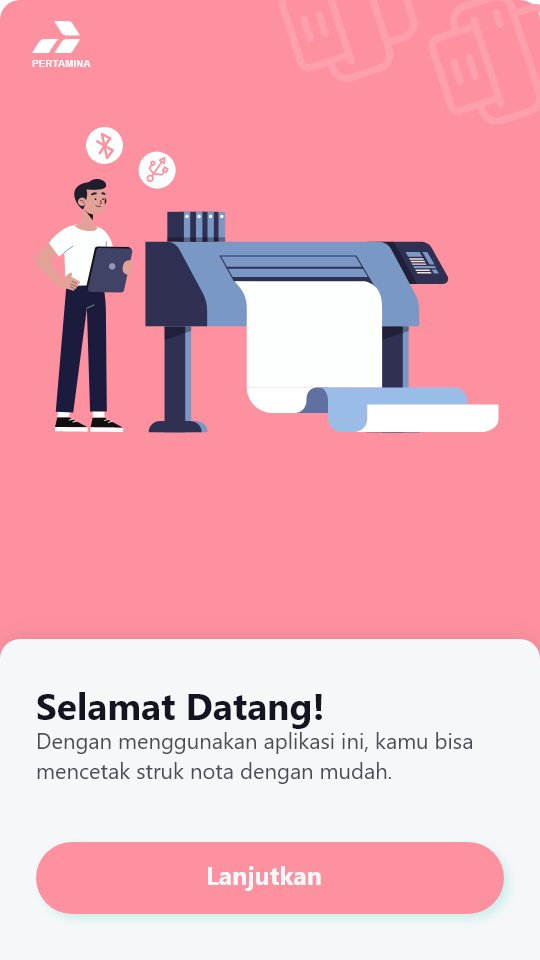 PERTAMINA
Selamat Datang!
Dengan menggunakan aplikasi ini, kamu bisa
mencetak struk nota dengan mudah.
Lanjutkan